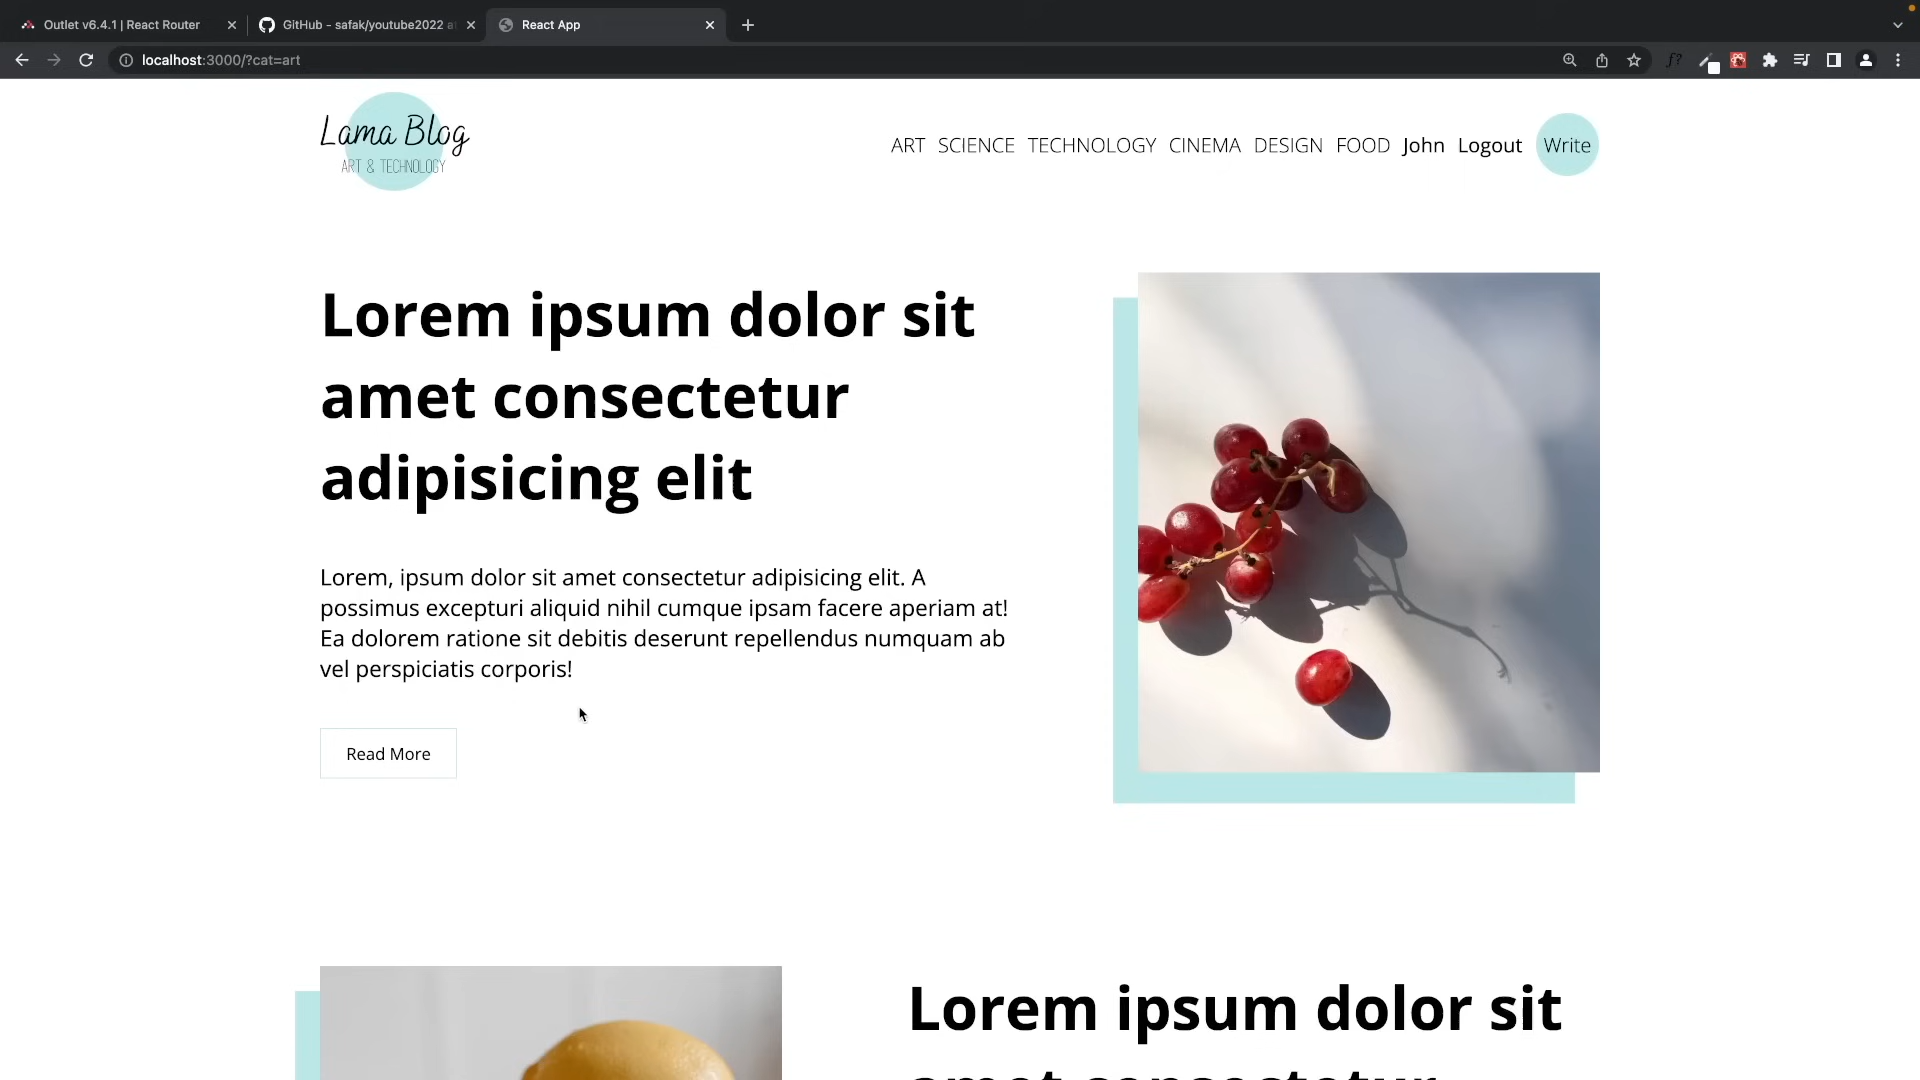 Outlet v6.4.1 | React Router
GitHub - safak/youtube2022 a
React App
localhost:3000/?cat=art
f?
Lama Blog
ART & TECHNOLOGY
ART SCIENCE TECHNOLOGY CINEMA DESIGN FOOD John Logout Write
Lorem ipsum dolor sit
amet consectetur
adipisicing elit
Lorem, ipsum dolor sit amet consectetur adipisicing elit. A
possimus excepturi aliquid nihil cumque ipsam facere aperiam at!
Ea dolorem ratione sit debitis deserunt repellendus numquam ab
vel perspiciatis corporis!
Read More
Lorem ipsum dolor sit
amet consectetur